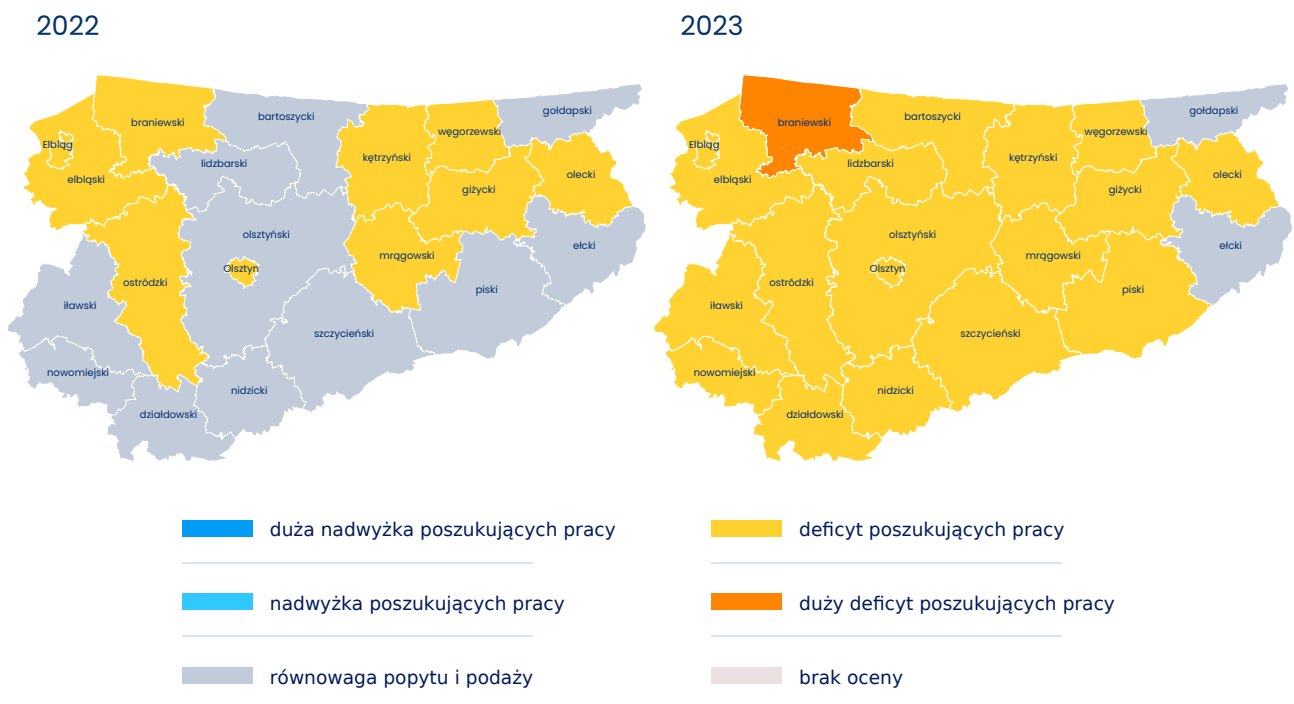 2022
2023
gołdapski
bartoszycki
braniewski
węgorzewski
Elbląg
kętrzyński
lidzbarski
olecki
elbląski
giżycki
olsztyński
ełcki
mrągowski
Olsztyn
ostródzki
piski
iławski
szczycieński
nowomiejski
nidzicki
działdowski
gołdapski
bartoszycki
braniewski
węgorzewski
Elbląg
kętrzyński
lidzbarski
olecki
elbląski
giżycki
olsztyński
ełcki
mrągowski
Olsztyn
ostródzki
piski
iławski
szczycieński
nowomiejski
nidzicki
działdowski
duża nadwyżka poszukujących pracy
nadwyżka poszukujących pracy
równowaga popytu i podaży
deficyt poszukujących pracy
duży deficyt poszukujących pracy
brak oceny